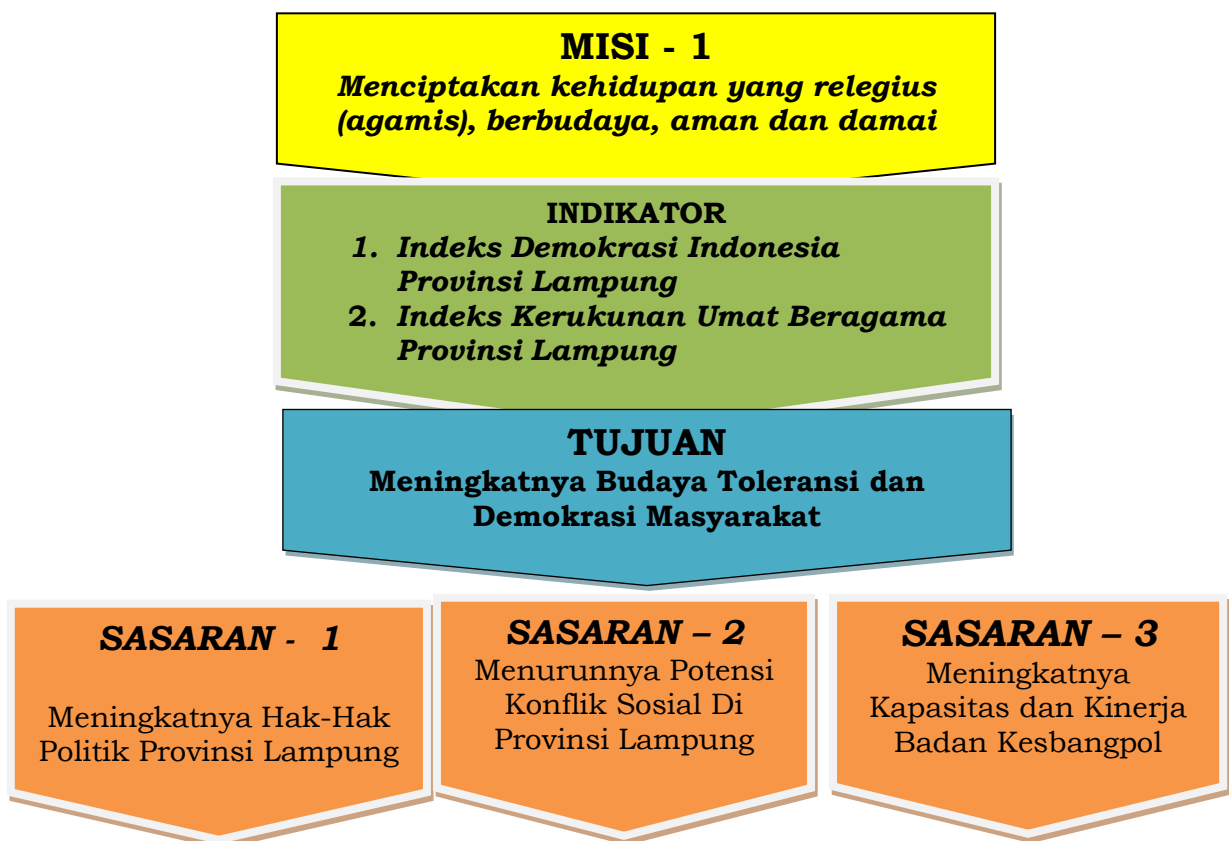 MISI - 1
Menciptakan kehidupan yang relegius
(agamis), berbudaya, aman dan damai
INDIKATOR
1. Indeks Demokrasi Indonesia
Provinsi Lampung
2. Indeks Kerukunan Umat Beragama
Provinsi Lampung
TUJUAN
Meningkatnya Budaya Toleransi dan
Demokrasi Masyarakat
SASARAN - 1
Meningkatnya Hak-Hak
Politik Provinsi Lampung
SASARAN – 2
Menurunnya Potensi
Konflik Sosial Di
Provinsi Lampung
SASARAN – 3
Meningkatnya
Kapasitas dan Kinerja
Badan Kesbangpol